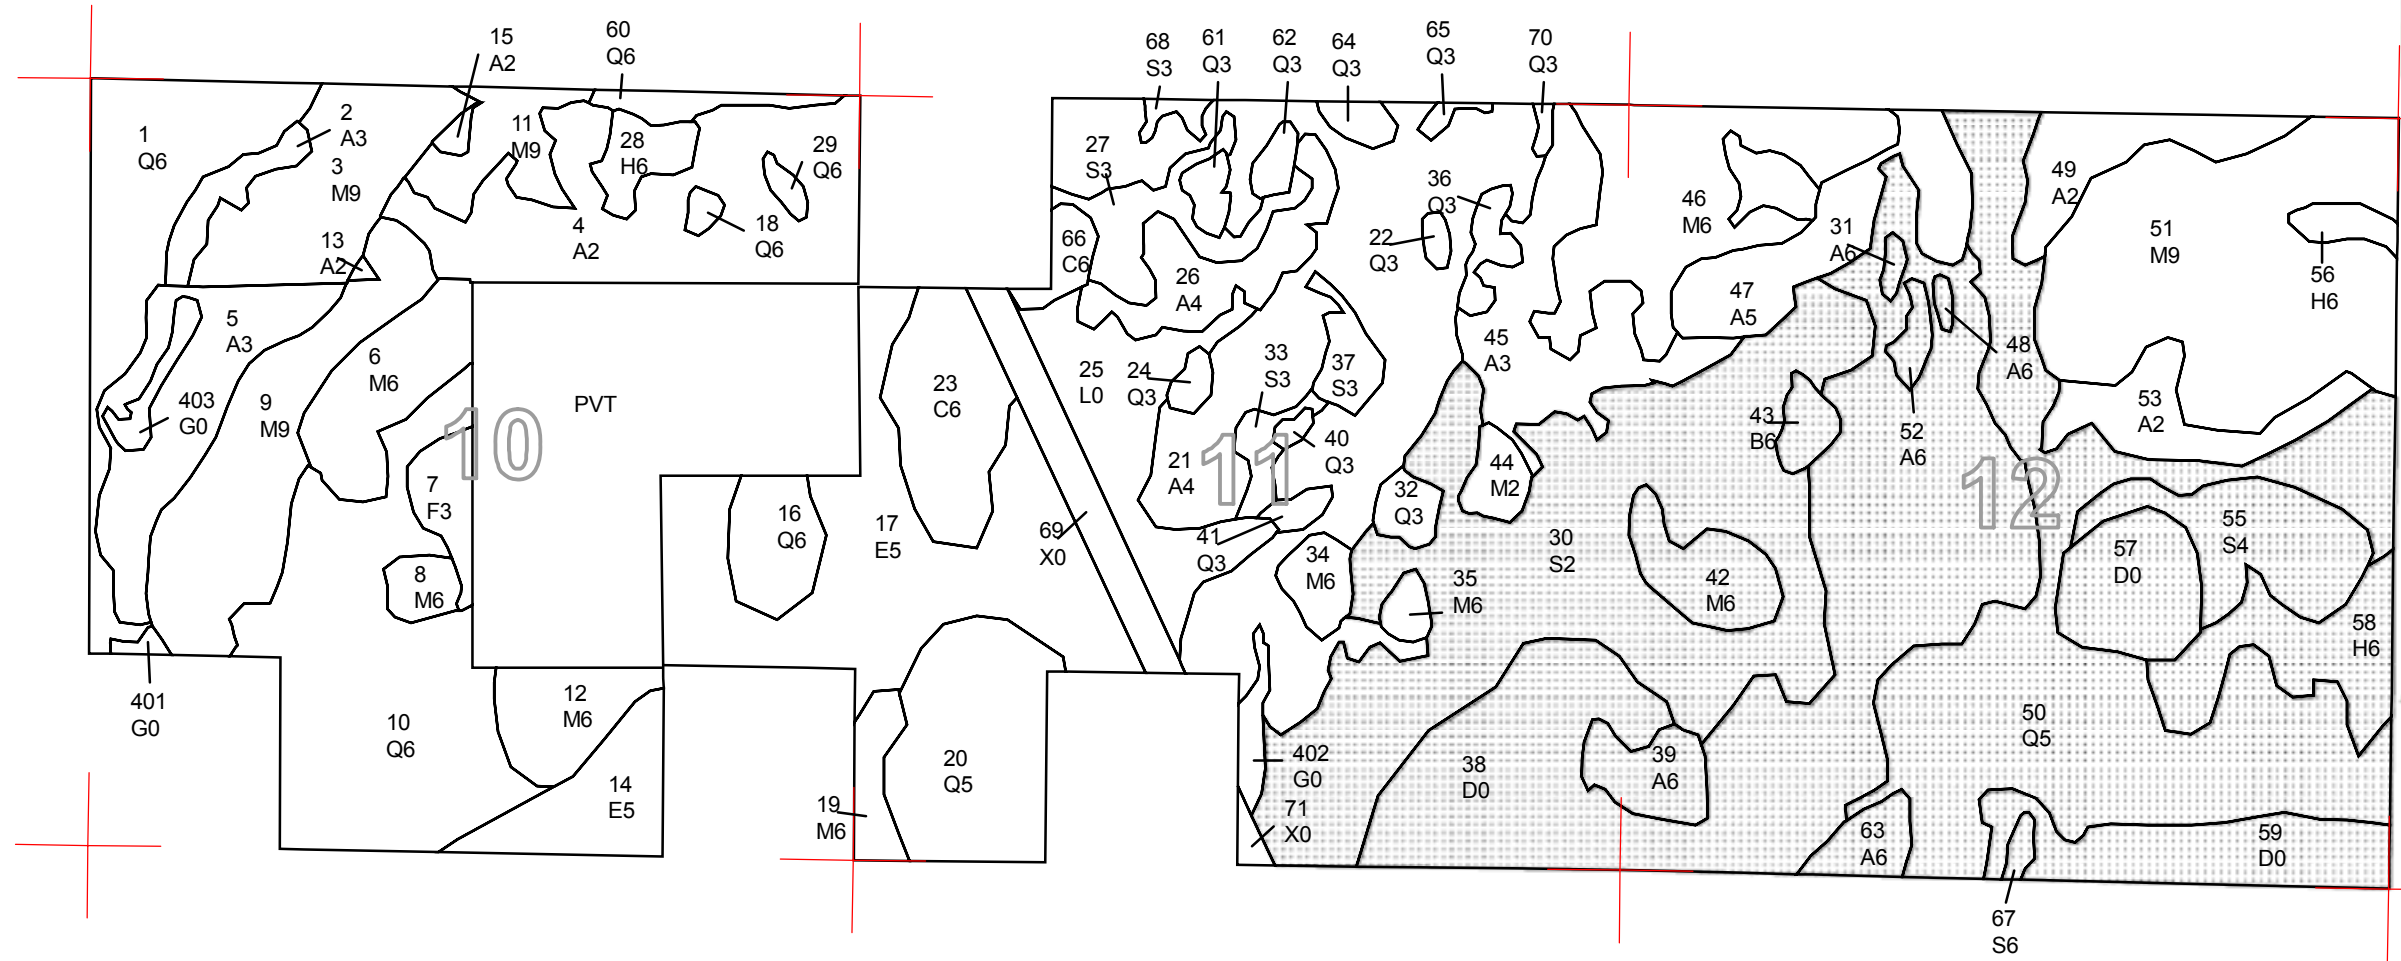 15
A2
60
Q6
68
S3
61
Q3
62
Q3
64
Q3
65
Q3
70
Q3
1
Q6
2
A3
3
M9
11
M9
28
H6
29
Q6
27
S3
36
Q3
46
M6
49
A2
51
M9
56
H6
13
A2
4
A2
18
Q6
66
C6
26
A4
22
Q3
31
A6
5
A3
6
M6
403
G0
9
M9
10
PVT
23
C6
25
L0
24
Q3
33
S3
37
S3
45
A3
47
A5
48
A6
53
A2
43
B6
52
A6
12
7
F3
8
M6
16
Q6
17
E5
69
X0
21
A4
11
40
Q3
41
Q3
34
M6
32
Q3
44
M2
35
M6
30
S2
42
M6
57
D0
55
S4
58
H6
401
G0
10
Q6
12
M6
14
E5
19
M6
20
Q5
402
G0
71
X0
38
D0
39
A6
50
Q5
63
A6
59
D0
67
S6